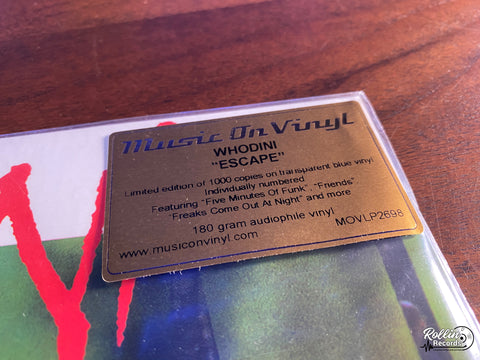 Music On Vinyl
WHODINI
"ESCAPE"
Limited edition of 1000 copies on transparent blue vinyl
Individually numbered
Featuring "Five Minutes Of Funk", "Friends"
"Freaks Come Out At Night" and more
180 gram audiophile vinyl
www.musiconvinyl.com MOVLP2698
Rollin'
Records